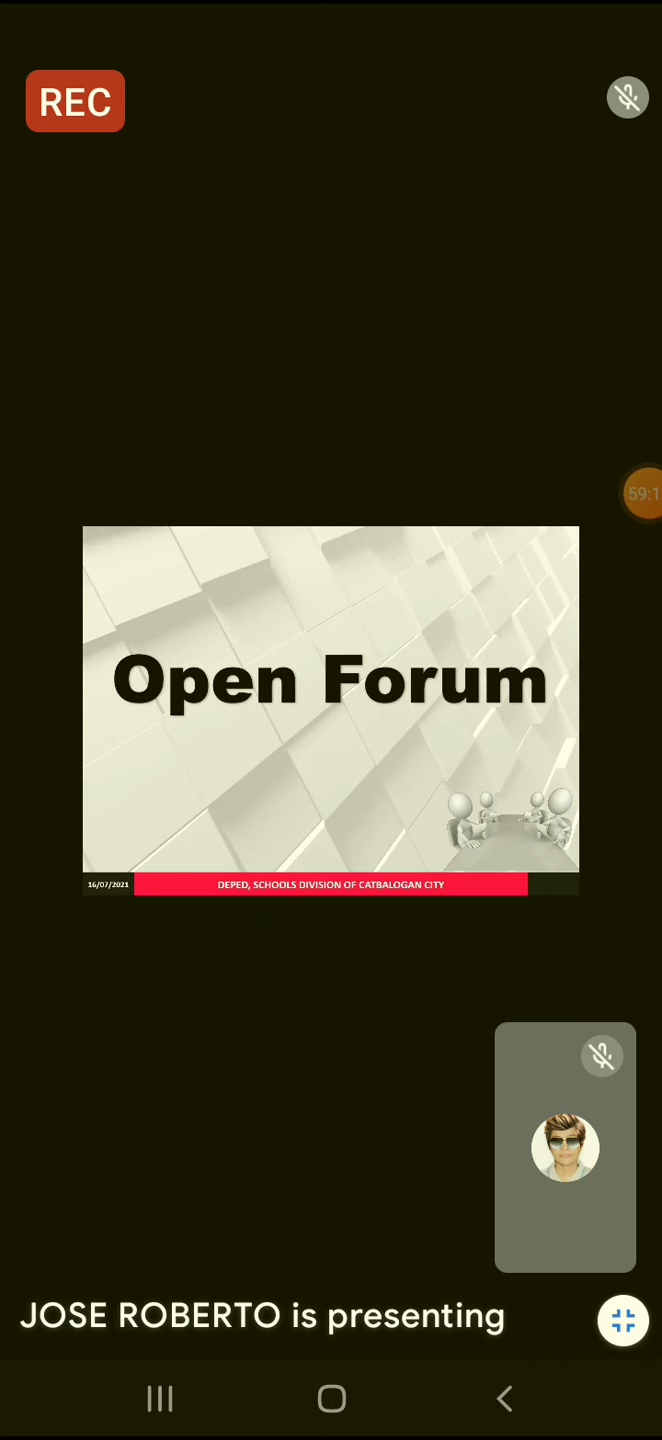 REC
59:1
Open Forum
16/07/2021
DEPED, SCHOOLS DIVISION OF CATBALOGAN CITY
JOSE ROBERTO is presenting